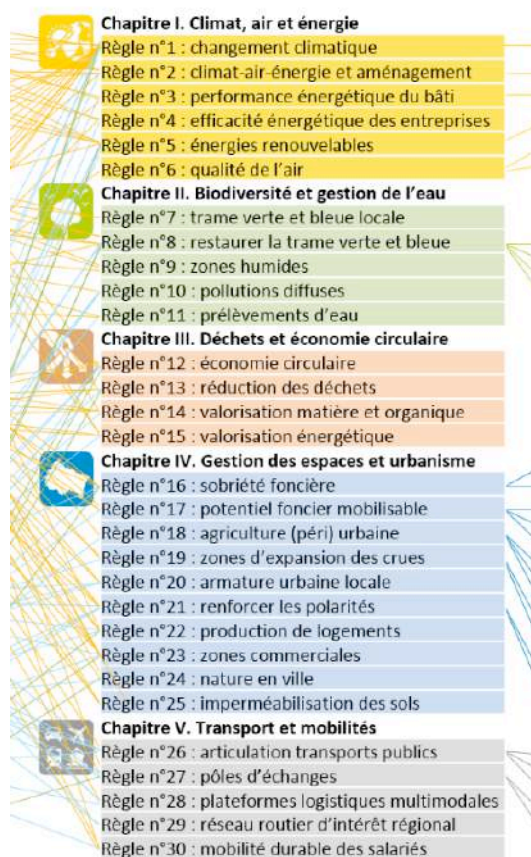 Chapitre I. Climat, air et énergie
Règle n°1 : changement climatique
Règle n°2 : climat-air-énergie et aménagement
Règle n°3 : performance énergétique du bâti
Règle n°4 : efficacité énergétique des entreprises
Règle n°5 : énergies renouvelables
Règle n°6 : qualité de l'air
Chapitre II. Biodiversité et gestion de l'eau
Règle n°7 : trame verte et bleue locale
Règle n°8 : restaurer la trame verte et bleue
Règle n°9 : zones humides
Règle n°10 : pollutions diffuses
Règle n°11 : prélèvements d'eau
Chapitre III. Déchets et économie circulaire
Règle n°12 : économie circulaire
Règle n°13 : réduction des déchets
Règle n°14 : valorisation matière et organique
Règle n°15 : valorisation énergétique
Chapitre IV. Gestion des espaces et urbanisme
Règle n°16 : sobriété foncière
Règle n°17 : potentiel foncier mobilisable
Règle n°18 : agriculture (péri) urbaine
Règle n°19 : zones d'expansion des crues
Règle n°20 : armature urbaine locale
Règle n°21 : renforcer les polarités
Règle n°22 : production de logements
Règle n°23 : zones commerciales
Règle n°24 : nature en ville
Règle n°25 : imperméabilisation des sols
Chapitre V. Transport et mobilités
Règle n°26 : articulation transports publics
Règle n°27 : pôles d'échanges
Règle n°28 : plateformes logistiques multimodales
Règle n°29 : réseau routier d'intérêt régional
Règle n°30 : mobilité durable des salariés